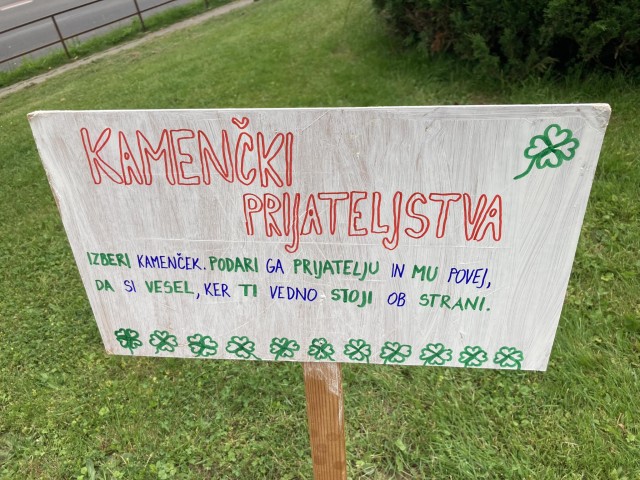 KAMENČKI
PRIJATELJSTVA
IZBERI KAMENČEK. PODARI GA PRIJATELJU IN MU POVEJ,
DA SI VESEL, KER TI VEDNO STOJI OB STRANI.